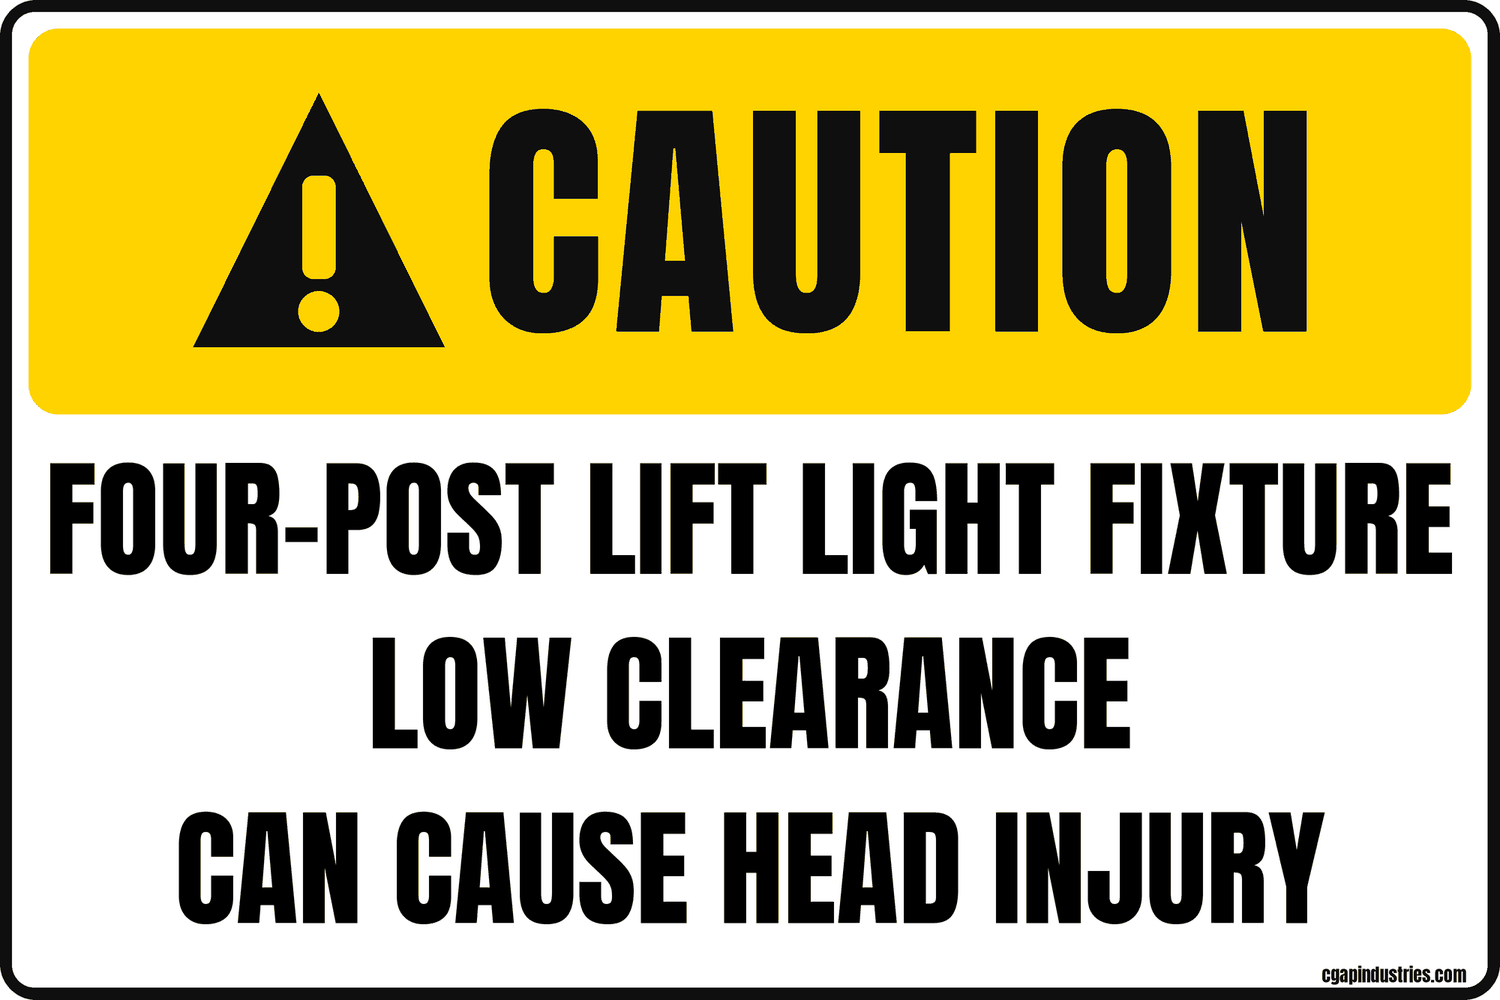 CAUTION
FOUR-POST LIFT LIGHT FIXTURE
LOW CLEARANCE
CAN CAUSE HEAD INJURY
cgapindustries.com